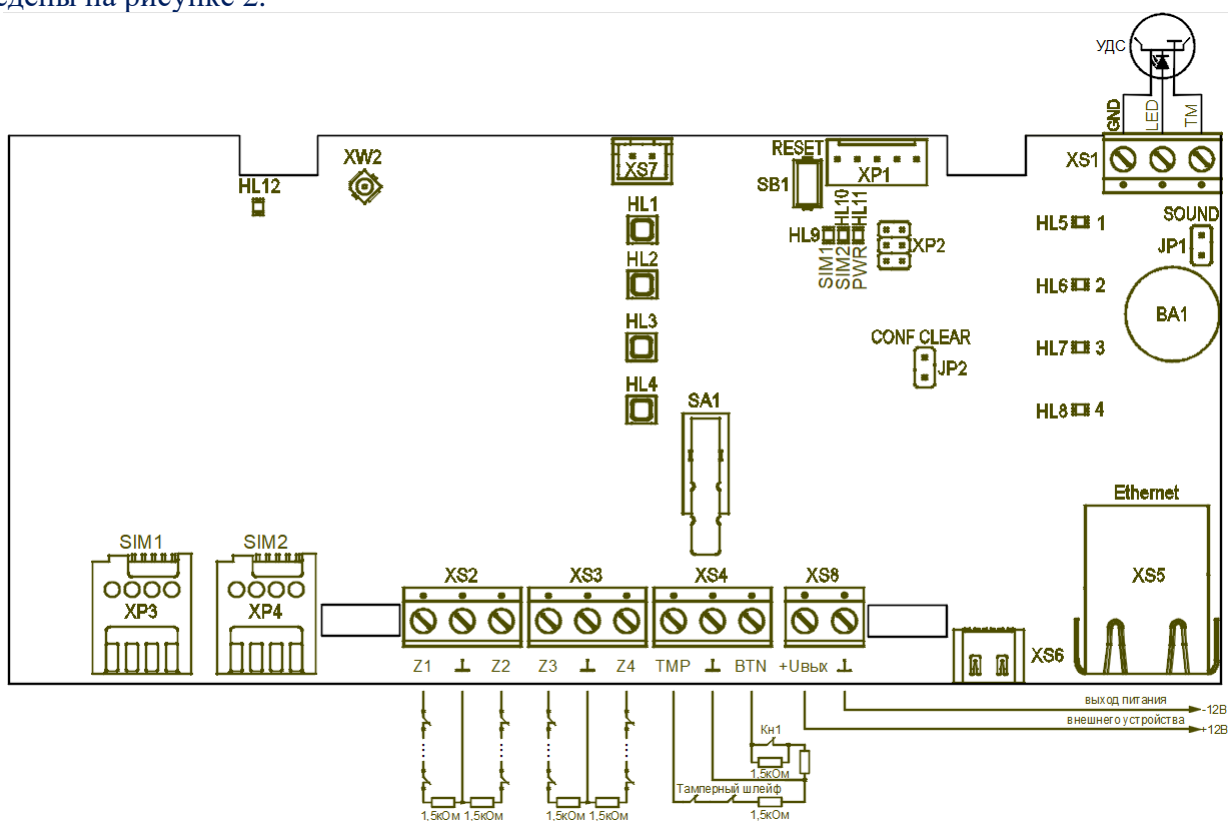 едены на рисунке 2.
УДС
GND
LED
TM
XS1
XW2
HL12
XS7
RESET
SB1
XP1
HL1
HL2
HL3
HL4
HL9
HL10
HL11
SIM1
SIM2
PWR
XP2
HL5 1
HL6 2
HL7 3
HL8 4
SOUND
JP1
BA1
CONF CLEAR
JP2
SA1
Ethernet
XS5
SIM1
XP3
SIM2
XP4
XS2
XS3
XS4
XS8
XS6
Z1 ⊥ Z2
Z3 ⊥ Z4
TMP ⊥ BTN
+Uвых ⊥
выход питания
-12В
внешнего устройства
+12В
Кн1
1,5кОм
Тамперный шлейф
1,5кОм 1,5кОм
1,5кОм 1,5кОм
1,5кОм